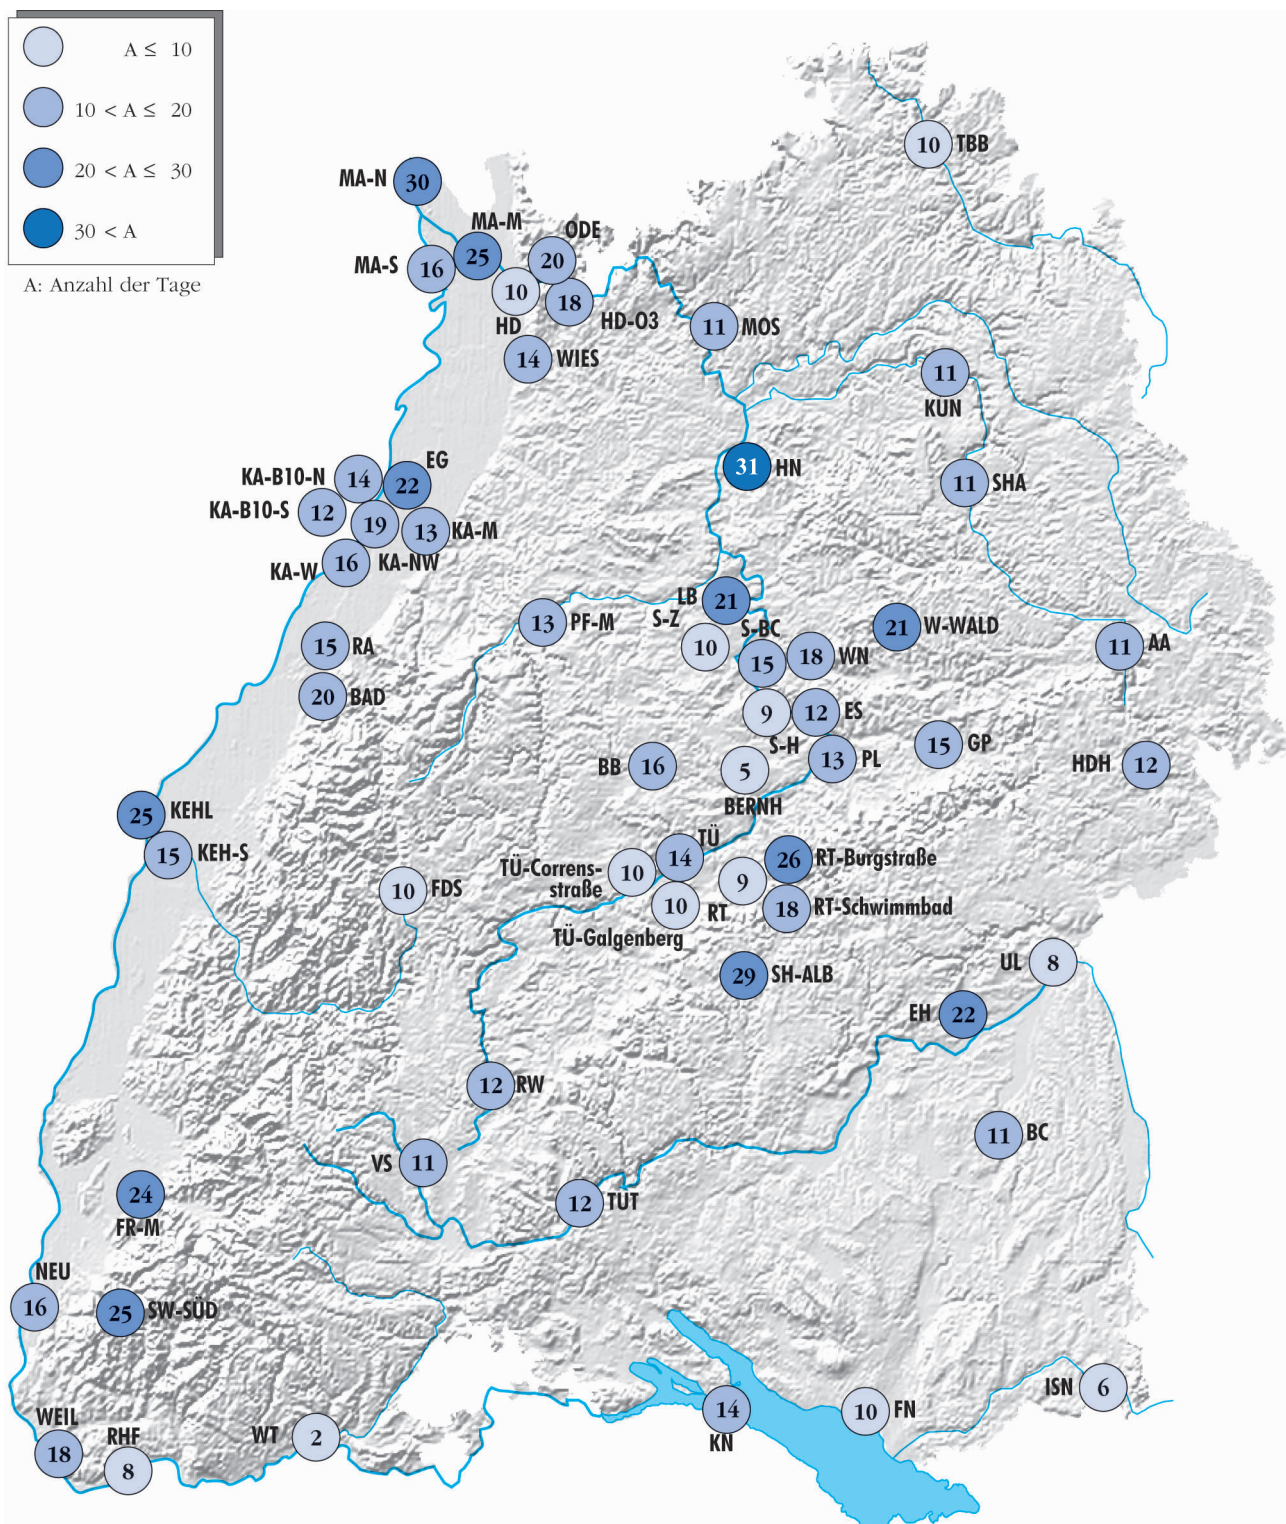 A ≤ 10
10 < A ≤ 20
20 < A ≤ 30
30 < A
A: Anzahl der Tage
10 TBB
MA-N 30
MA-M
25
ODE
20
MA-S 16
10
HD
18 HD-O3
11 MOS
14 WIES
11
KUN
31 HN
11 SHA
KA-B10-N 14
EG
22
KA-B10-S 12
19
KA-NW
13 KA-M
KA-W 16
LB 21
13 PF-M
S-Z
10
S-BC
15
18 WN
21 W-WALD
11 AA
15 RA
20 BAD
9
S-H
12 ES
13 PL
15 GP
HDH 12
BB 16
5
BERNH
25 KEHL
15 KEH-S
TÜ
14
TÜ-Correns-
straße
10
26 RT-Burgstraße
9
RT
10 FDS
10
TÜ-Galgenberg
18 RT-Schwimmbad
29 SH-ALB
UL 8
EH 22
12 RW
11 BC
VS 11
24
FR-M
12 TUT
NEU
16
25 SW-SÜD
ISN 6
14
KN
10 FN
WEIL
18
RHF
8
WT 2